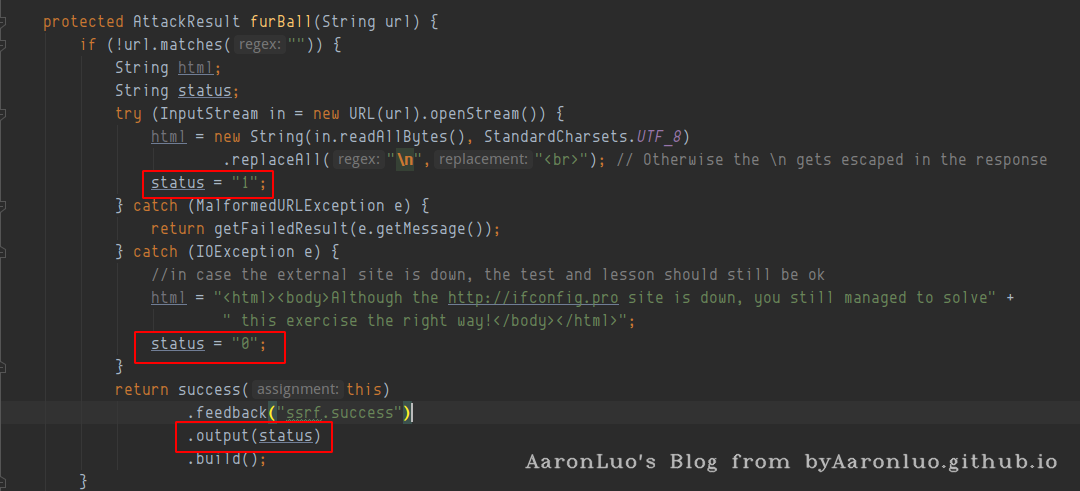 protected AttackResult furBall(String url) {
if (!url.matches( regex: "")) {
String html;
String status;
try (InputStream in = new URL(url).openStream()) {
html = new String(in.readAllBytes(), StandardCharsets.UTF_8)
.replaceAll( regex: "\n", replacement: "<br>"); // Otherwise the \n gets escaped in the response
status = "1";
} catch (MalformedURLException e) {
return getFailedResult(e.getMessage());
} catch (IOException e) {
//in case the external site is down, the test and lesson should still be ok
html = "<html><body>Although the http://ifconfig.pro site is down, you still managed to solve" +
" this exercise the right way!</body></html>";
status = "0";
}
return success( assignment: this)
.feedback("ssrf.success")
.output(status)
.build();
}
AaronLuo's Blog from byAaronluo.github.io